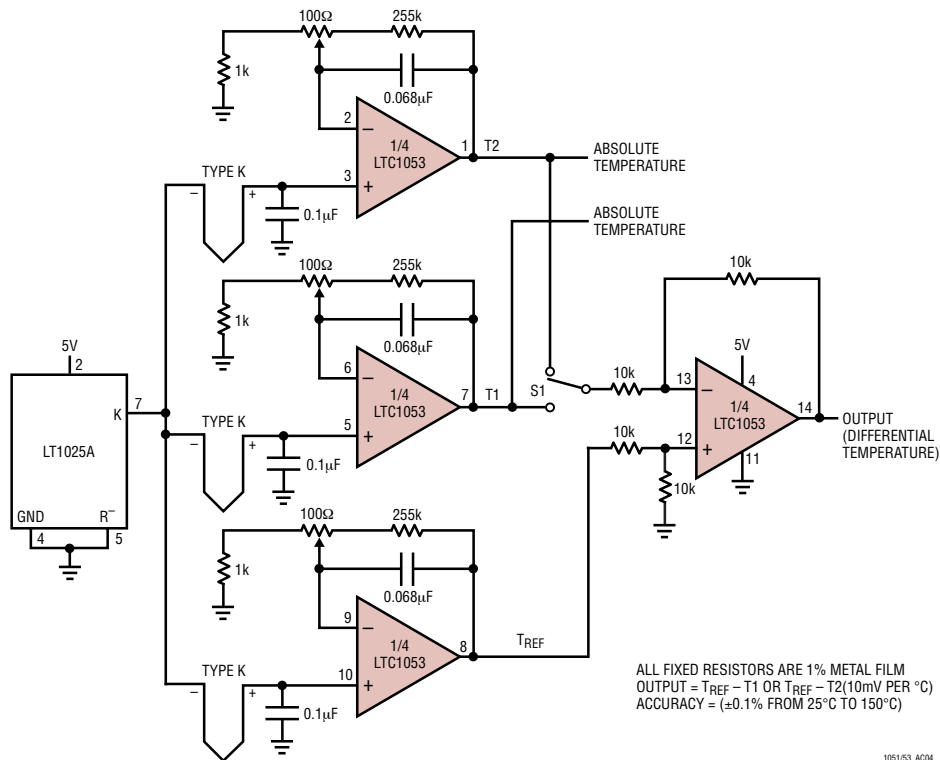 100Ω
255k
1k
0.068µF
2
−
1/4
LTC1053
1
T2
3
+
TYPE K
−
+
0.1µF
ABSOLUTE
TEMPERATURE
ABSOLUTE
TEMPERATURE
100Ω
255k
1k
0.068µF
6
−
1/4
LTC1053
7
T1
5
+
TYPE K
−
+
0.1µF
S1
10k
10k
5V
13
−
4
1/4
LTC1053
14
10k
12
+
11
10k
OUTPUT
(DIFFERENTIAL
TEMPERATURE)
5V
2
K
7
LT1025A
GND
R–
4
5
100Ω
255k
1k
0.068µF
9
−
1/4
LTC1053
8
TREF
10
+
TYPE K
−
+
0.1µF
ALL FIXED RESISTORS ARE 1% METAL FILM
OUTPUT = TREF – T1 OR TREF – T2(10mV PER °C)
ACCURACY = (±0.1% FROM 25°C TO 150°C)
1051/53 AC04